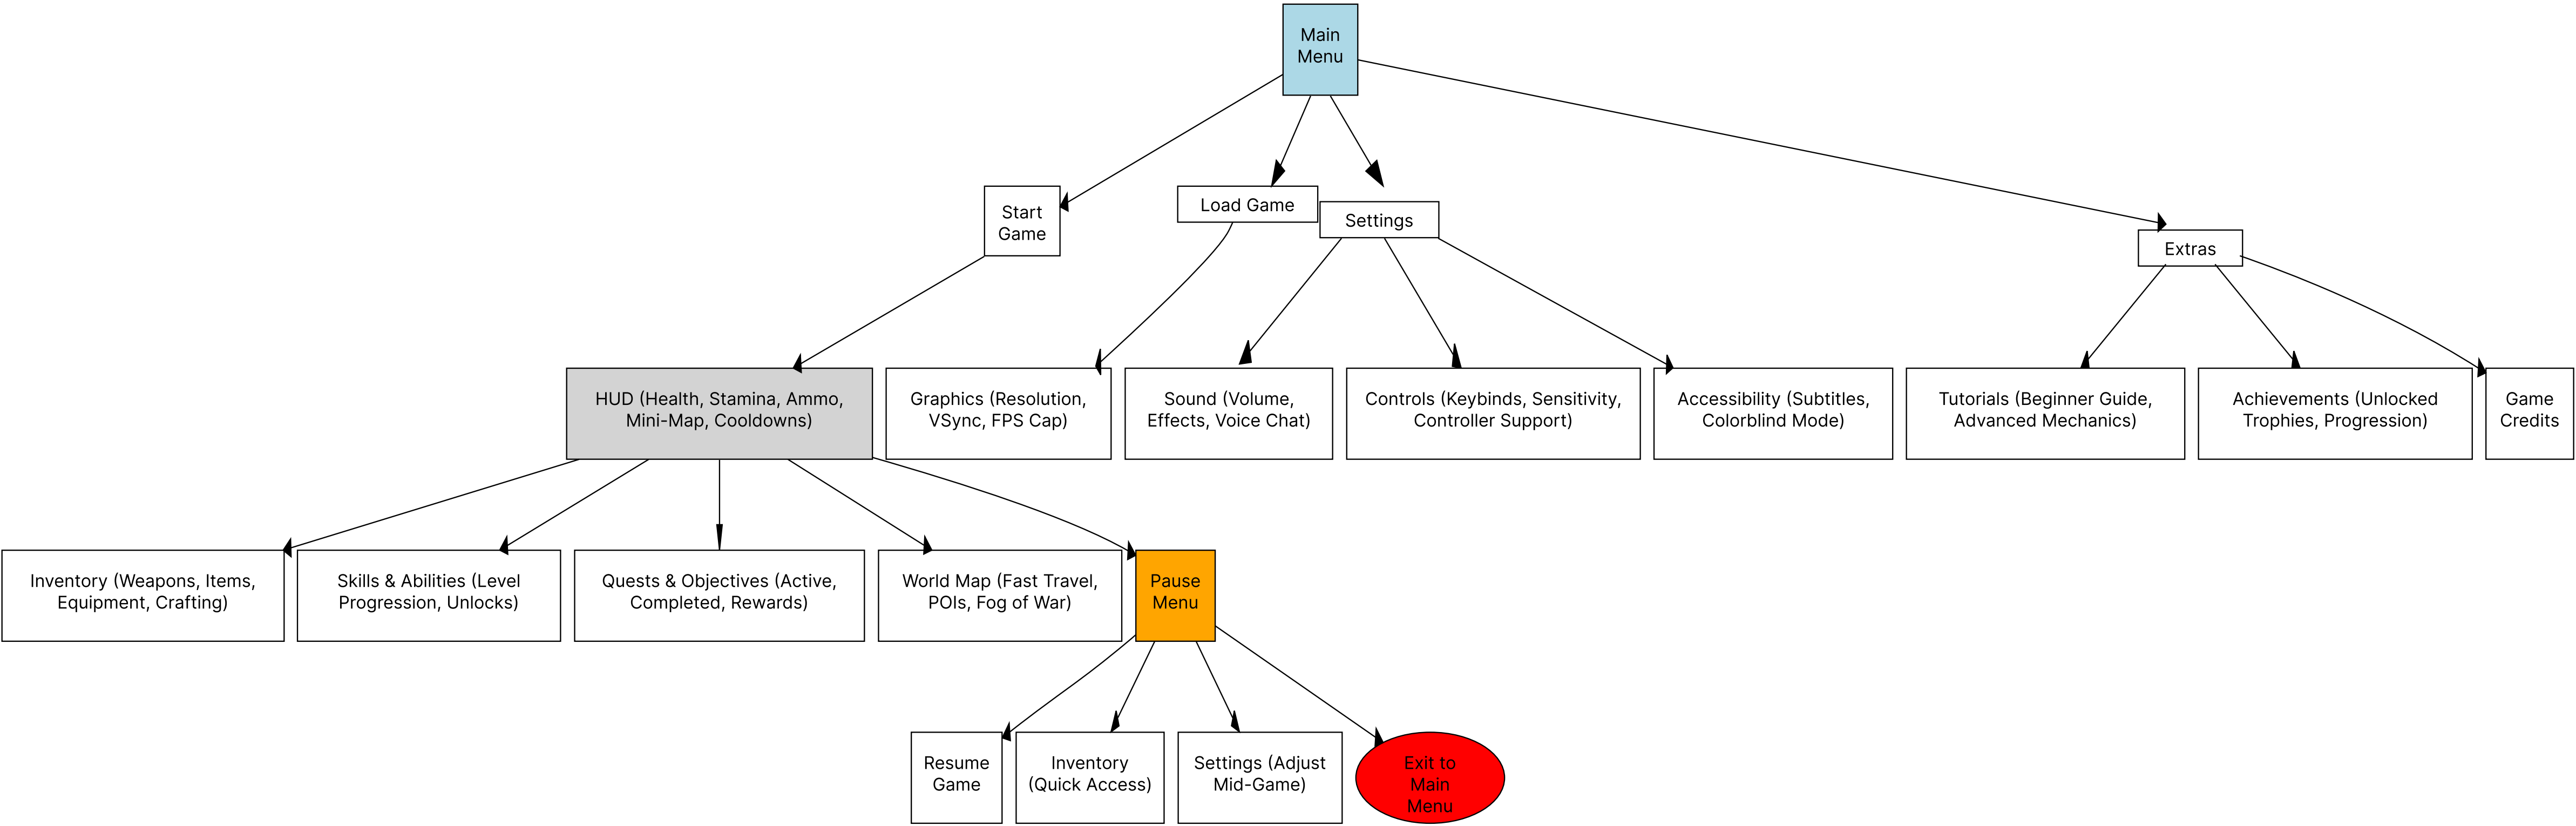 Main
Menu
Start
Game
Load Game
Settings
Extras
HUD (Health, Stamina, Ammo,
Mini-Map, Cooldowns)
Graphics (Resolution,
VSync, FPS Cap)
Sound (Volume,
Effects, Voice Chat)
Controls (Keybinds, Sensitivity,
Controller Support)
Accessibility (Subtitles,
Colorblind Mode)
Tutorials (Beginner Guide,
Advanced Mechanics)
Achievements (Unlocked
Trophies, Progression)
Game
Credits
Inventory (Weapons, Items,
Equipment, Crafting)
Skills & Abilities (Level
Progression, Unlocks)
Quests & Objectives (Active,
Completed, Rewards)
World Map (Fast Travel,
POIs, Fog of War)
Pause
Menu
Resume
Game
Inventory
(Quick Access)
Settings (Adjust
Mid-Game)
Exit to
Main
Menu